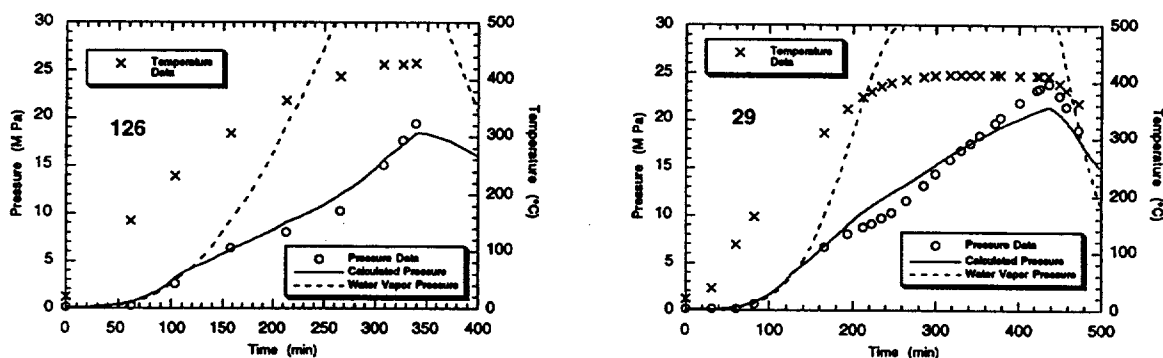 30
25
20
15
10
5
0
Pressure (M Pa)
500
400
300
200
100
0
Temperature (°C)
Temperature
Data
126
Pressure Data
Calculated Pressure
Water Vapor Pressure
0 50 100 150 200 250 300 350 400
Time (min)
30
25
20
15
10
5
0
Pressure (M Pa)
500
400
300
200
100
0
Temperature (°C)
Temperature
Data
29
Pressure Data
Calculated Pressure
Water Vapor Pressure
0 100 200 300 400 500
Time (min)